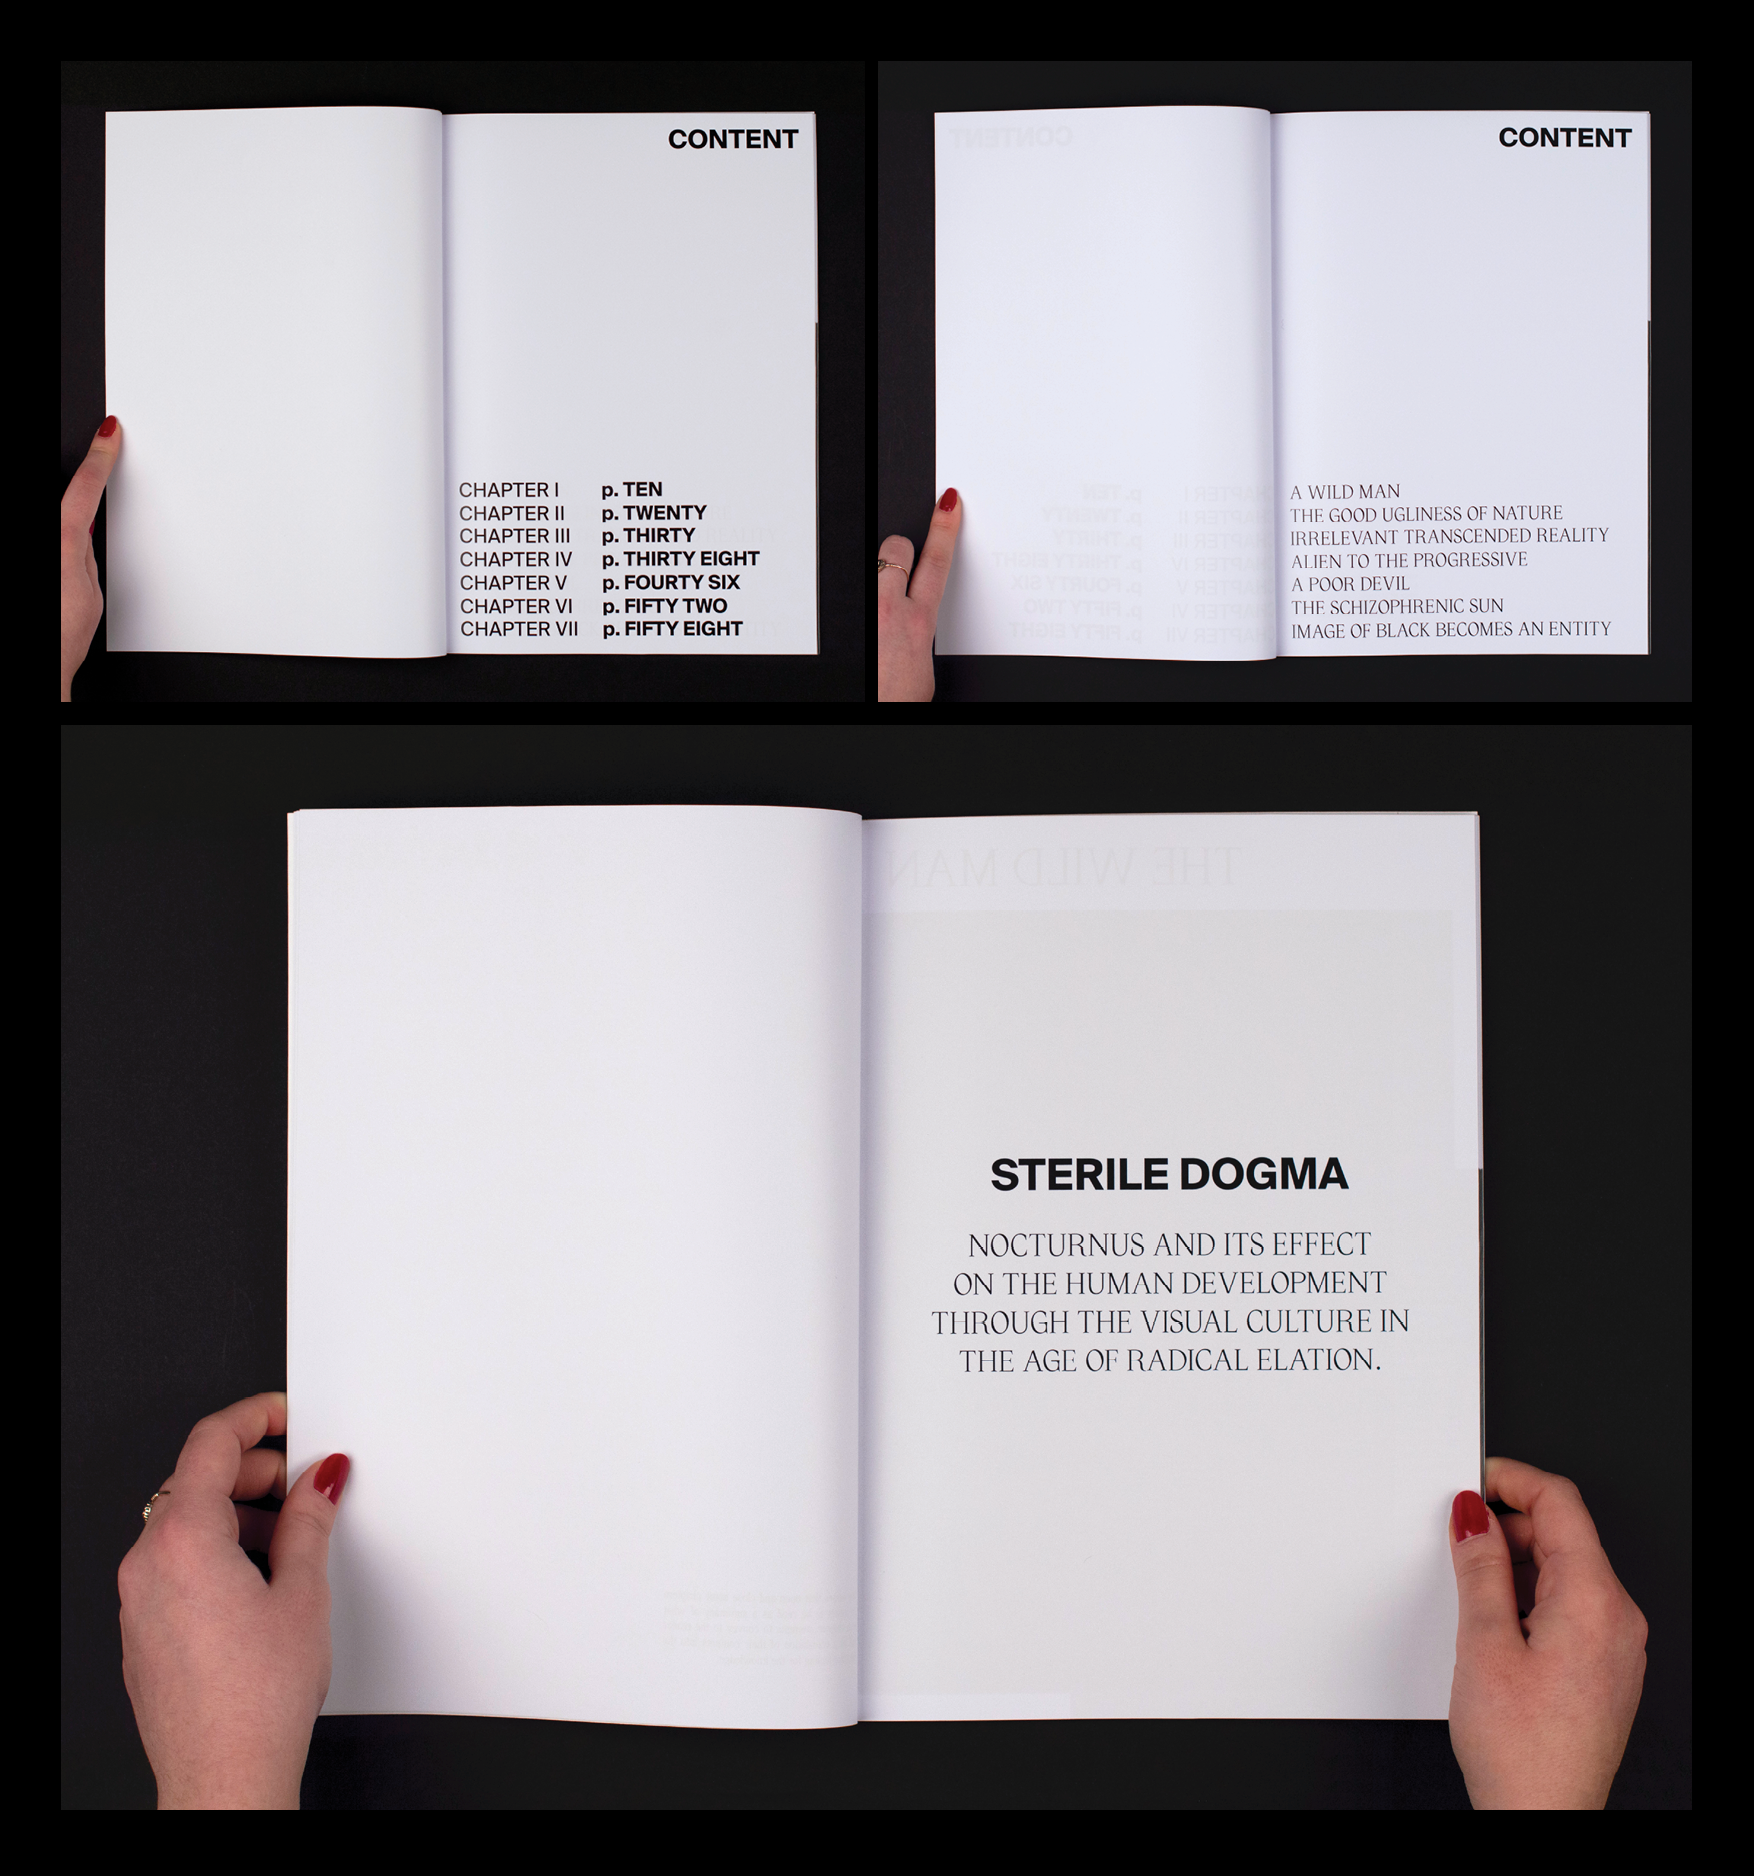 CONTENT
CHAPTER I p. TEN
CHAPTER II p. TWENTY
CHAPTER III p. THIRTY
CHAPTER IV p. THIRTY EIGHT
CHAPTER V p. FOURTY SIX
CHAPTER VI p. FIFTY TWO
CHAPTER VII p. FIFTY EIGHT
CONTENT
A WILD MAN
THE GOOD UGLINESS OF NATURE
IRRELEVANT TRANSCENDED REALITY
ALIEN TO THE PROGRESSIVE
A POOR DEVIL
THE SCHIZOPHRENIC SUN
IMAGE OF BLACK BECOMES AN ENTITY
THE WILD MAN
STERILE DOGMA
NOCTURNUS AND ITS EFFECT
ON THE HUMAN DEVELOPMENT
THROUGH THE VISUAL CULTURE IN
THE AGE OF RADICAL ELATION.